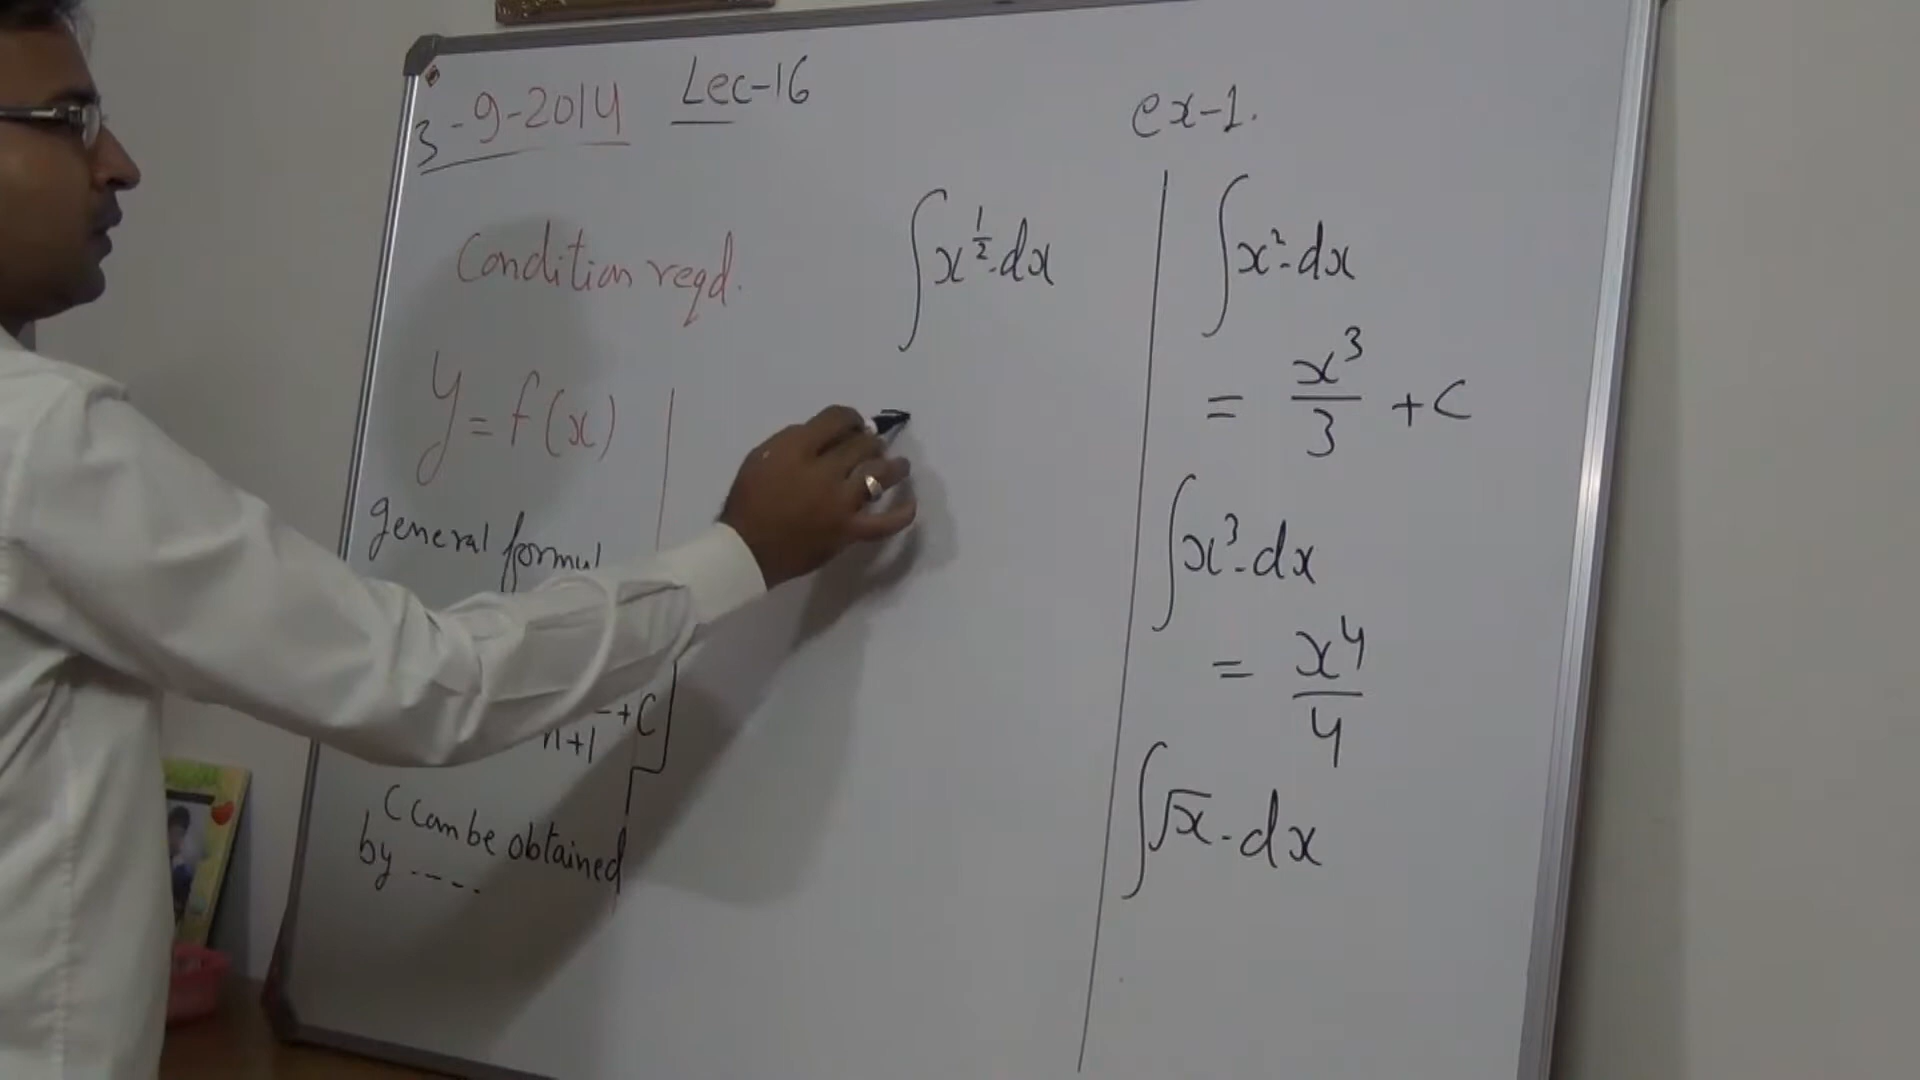 3-9-2014 Lec-16
Condition reqd.
y = f(x)
general formul
n+1 +C
C can be obtained
by ----
∫x^{1/2}.dx
ex-1.
∫x².dx
= x³/3 + C
∫x³.dx
= x⁴/4
∫√x.dx